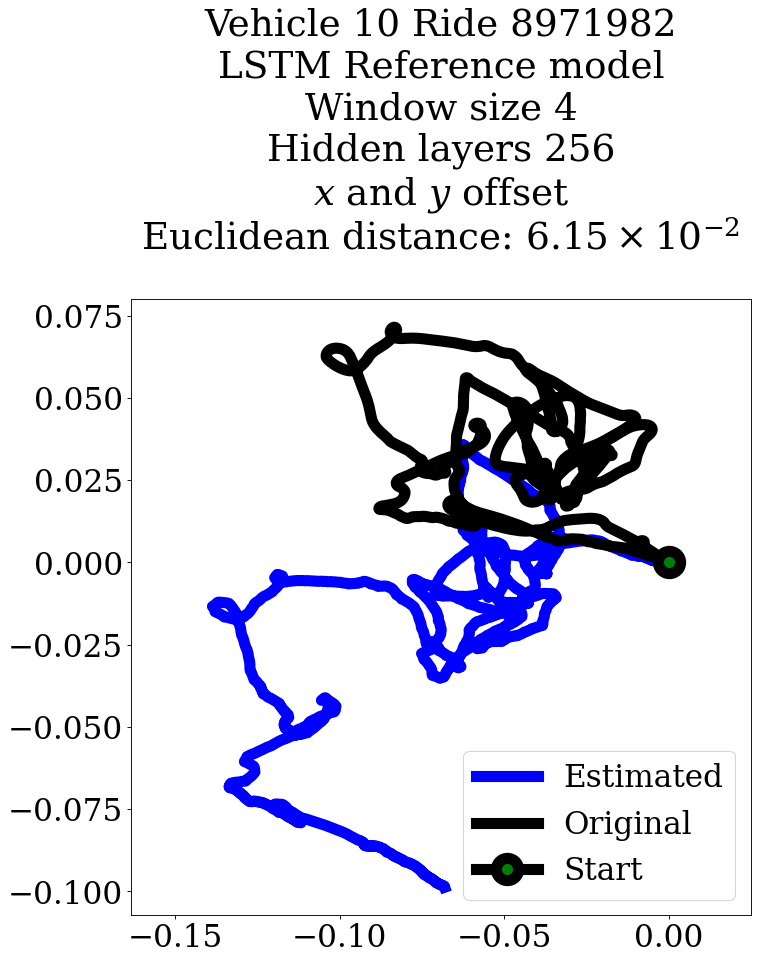 Vehicle 10 Ride 8971982
LSTM Reference model
Window size 4
Hidden layers 256
x and y offset
Euclidean distance: 6.15 × 10⁻²
0.075
0.050
0.025
0.000
−0.025
−0.050
−0.075
−0.100
−0.15 −0.10 −0.05 0.00
Estimated
Original
Start